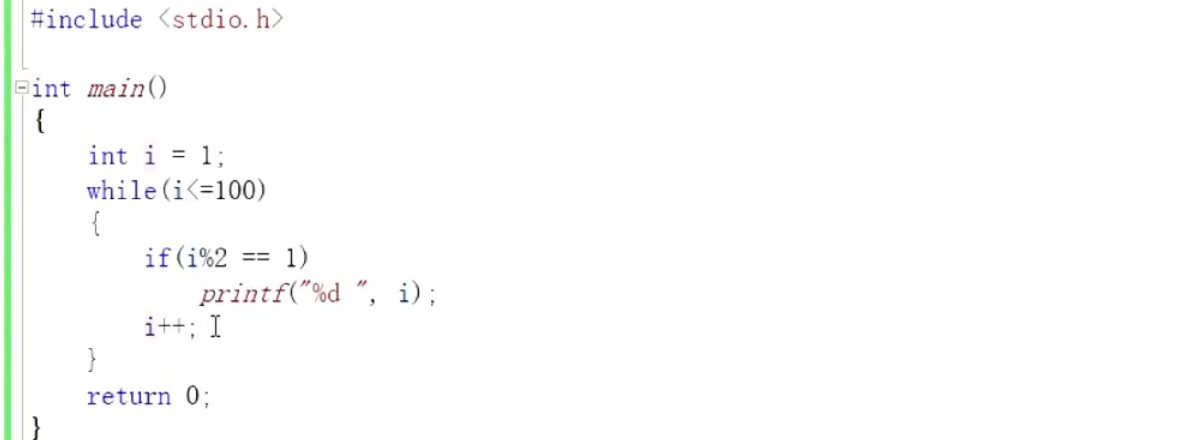 #include <stdio.h>
int main()
{
int i = 1;
while(i<=100)
{
if(i%2 == 1)
printf("%d ", i);
i++;
}
return 0;
}